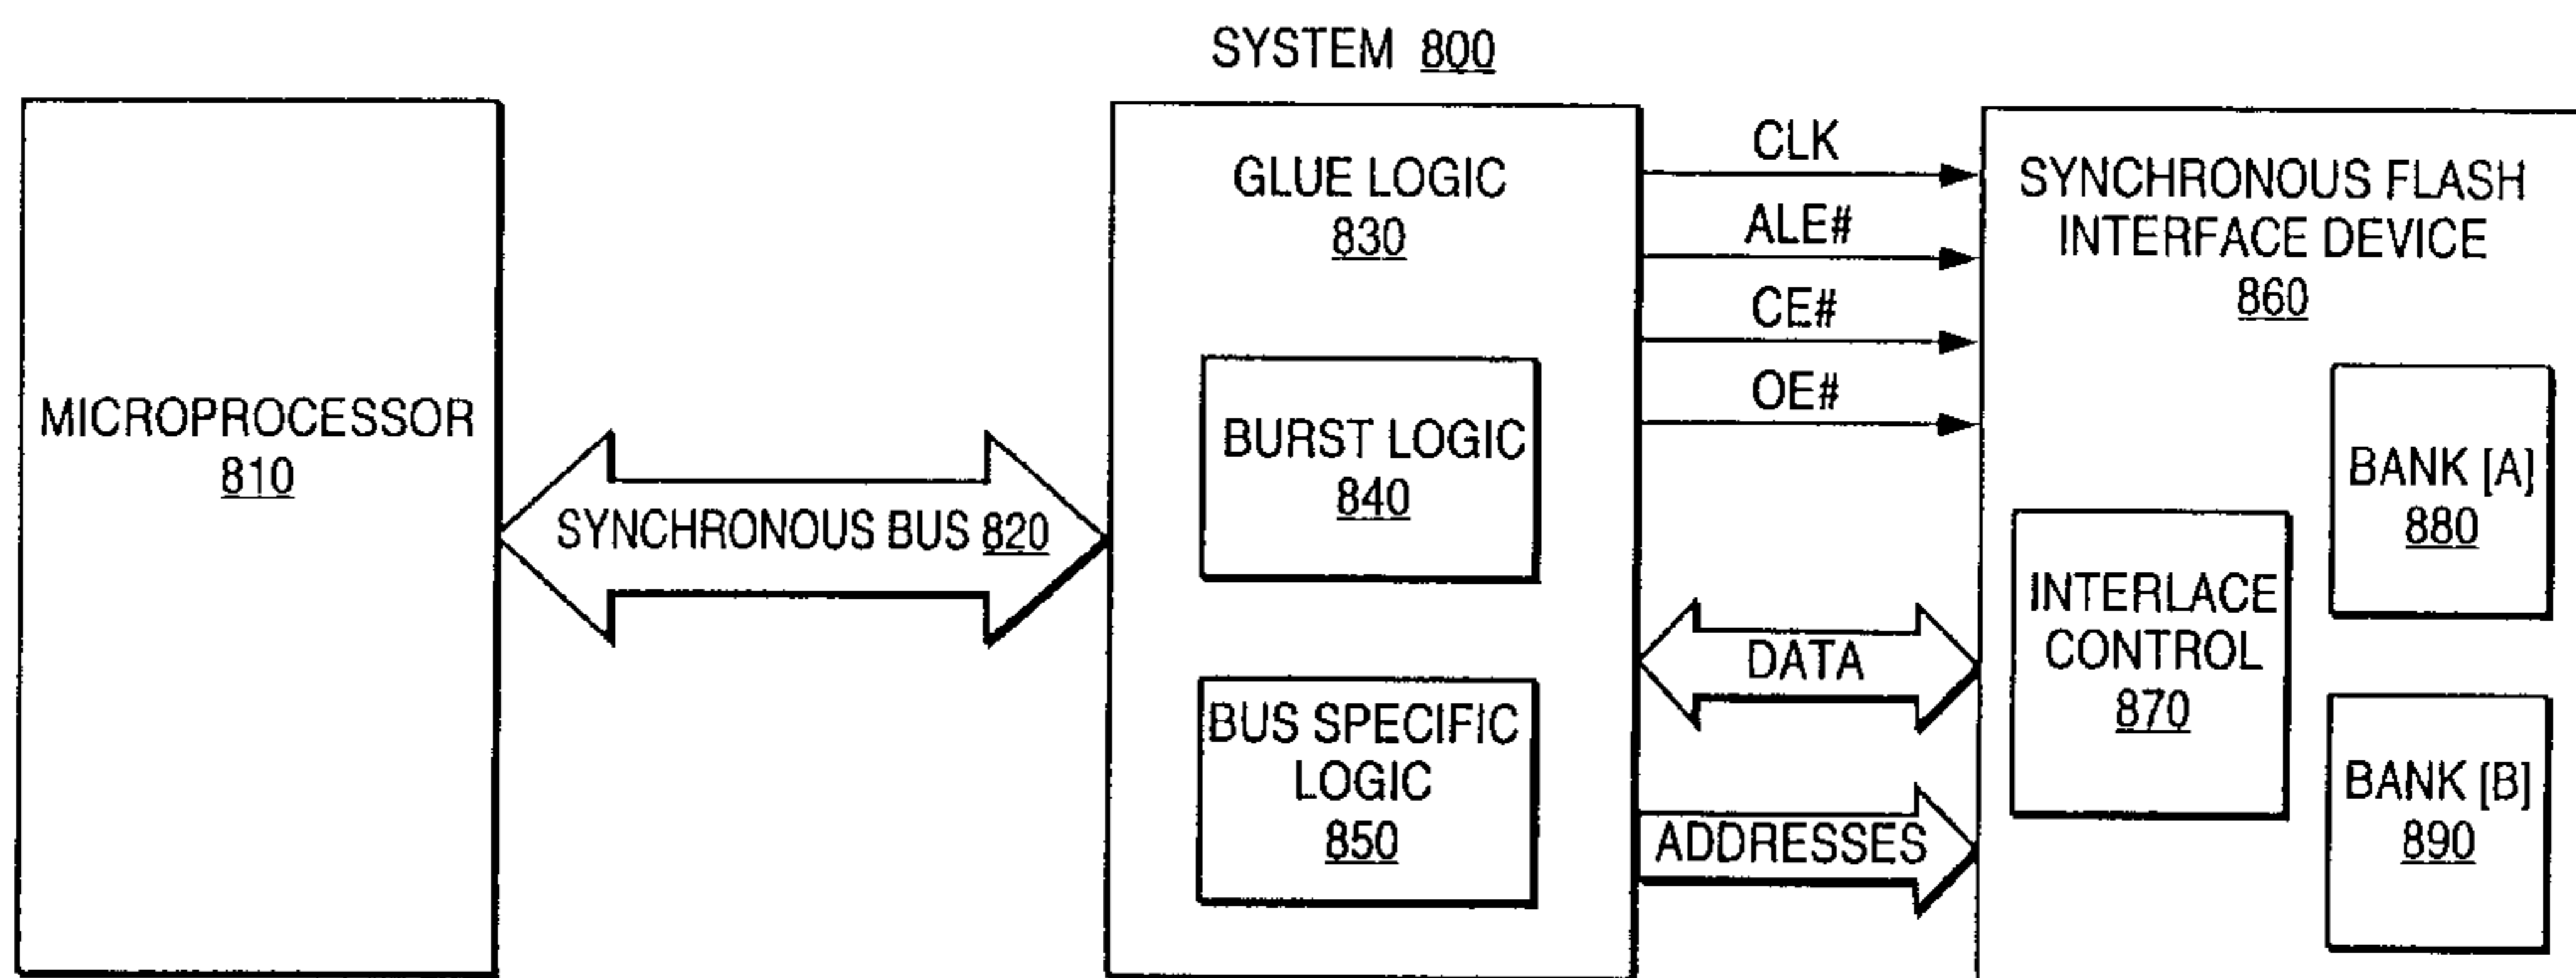 SYSTEM 800
MICROPROCESSOR
810
SYNCHRONOUS BUS 820
GLUE LOGIC
830
BURST LOGIC
840
BUS SPECIFIC
LOGIC
850
CLK
ALE#
CE#
OE#
DATA
ADDRESSES
SYNCHRONOUS FLASH
INTERFACE DEVICE
860
INTERLACE
CONTROL
870
BANK [A]
880
BANK [B]
890